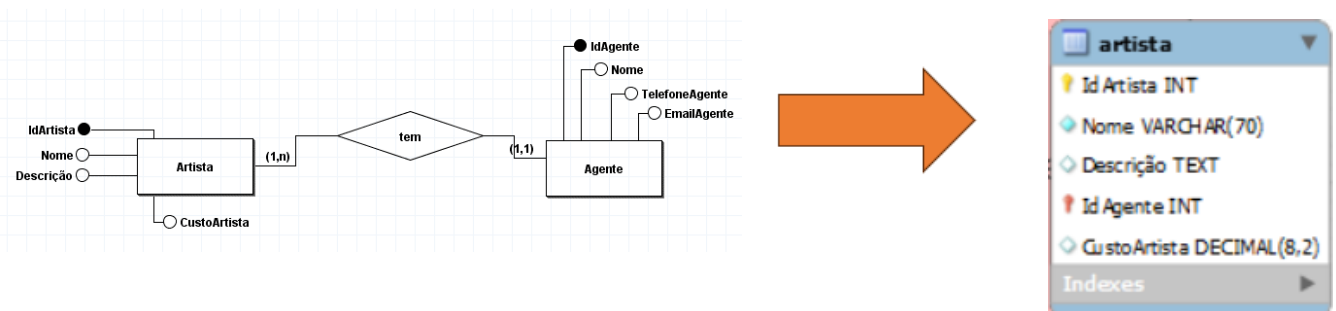 IdAgente
Nome
TelefoneAgente
EmailAgente
IdArtista
Nome
Descrição
Artista
(1,n)
tem
(1,1)
Agente
CustoArtista
artista
Id Artista INT
Nome VARCHAR(70)
Descrição TEXT
Id Agente INT
CustoArtista DECIMAL(8,2)
Indexes